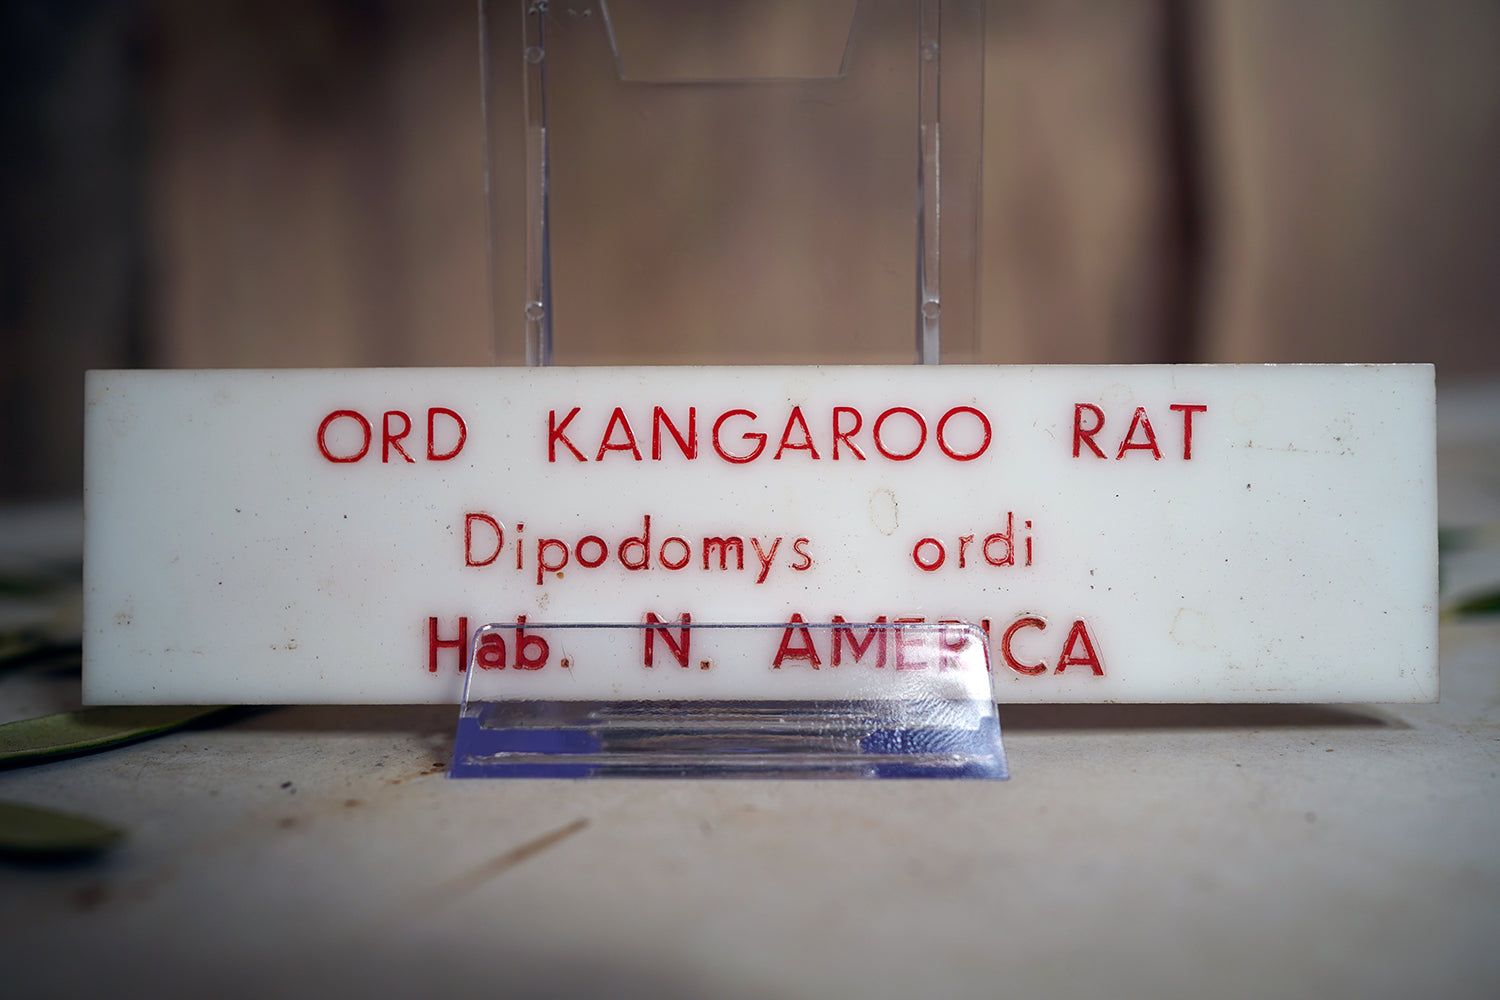 ORD KANGAROO RAT
Dipodomys ordi
Hab. N. AMERICA